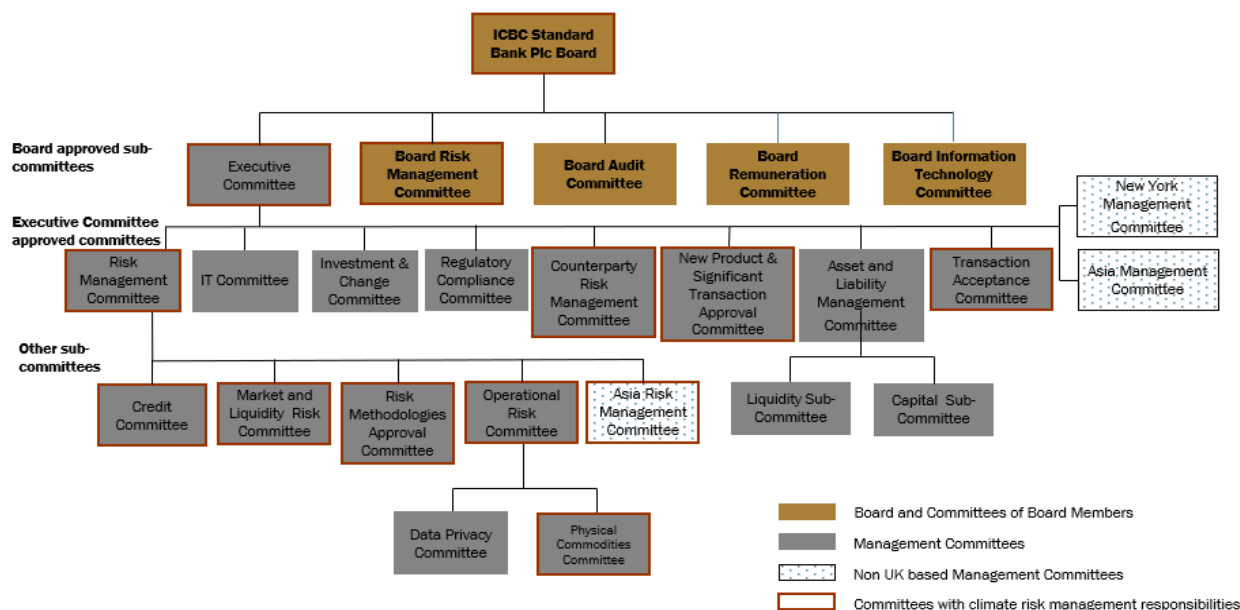 ICBC Standard
Bank Plc Board
Board approved sub-
committees
Executive
Committee
Board Risk
Management
Committee
Board Audit
Committee
Board
Remuneration
Committee
Board Information
Technology
Committee
New York
Management
Committee
Executive Committee
approved committees
Risk
Management
Committee
IT Committee
Investment &
Change
Committee
Regulatory
Compliance
Committee
Counterparty
Risk
Management
Committee
New Product &
Significant
Transaction
Approval
Committee
Asset and
Liability
Management
Committee
Transaction
Acceptance
Committee
Asia Management
Committee
Other sub-
committees
Credit
Committee
Market and
Liquidity Risk
Committee
Risk
Methodologies
Approval
Committee
Operational
Risk
Committee
Asia Risk
Management
Committee
Liquidity Sub-
Committee
Capital Sub-
Committee
Data Privacy
Committee
Physical
Commodities
Committee
Board and Committees of Board Members
Management Committees
Non UK based Management Committees
Committees with climate risk management responsibilities